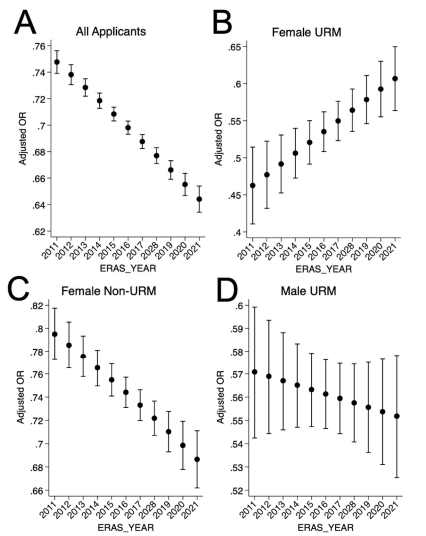 A
All Applicants
Adjusted OR
.76
.74
.72
.7
.68
.66
.64
.62
2011 2012 2013 2014 2015 2016 2017 2028 2019 2020 2021
ERAS_YEAR
B
Female URM
Adjusted OR
.65
.6
.55
.5
.45
.4
2011 2012 2013 2014 2015 2016 2017 2028 2019 2020 2021
ERAS_YEAR
C
Female Non-URM
Adjusted OR
.82
.8
.78
.76
.74
.72
.7
.68
.66
2011 2012 2013 2014 2015 2016 2017 2028 2019 2020 2021
ERAS_YEAR
D
Male URM
Adjusted OR
.6
.59
.58
.57
.56
.55
.54
.53
.52
2011 2012 2013 2014 2015 2016 2017 2028 2019 2020 2021
ERAS_YEAR